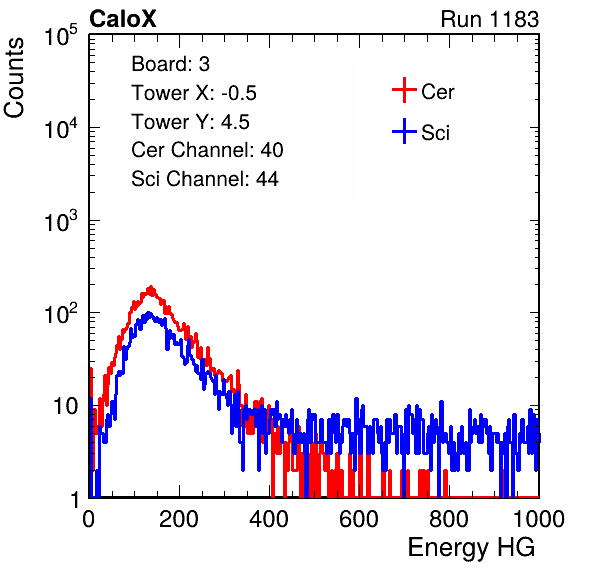 CaloX Run 1183
Counts
10^5
10^4
10^3
10^2
10
1
Board: 3
Tower X: -0.5
Tower Y: 4.5
Cer Channel: 40
Sci Channel: 44
Cer
Sci
0 200 400 600 800 1000
Energy HG